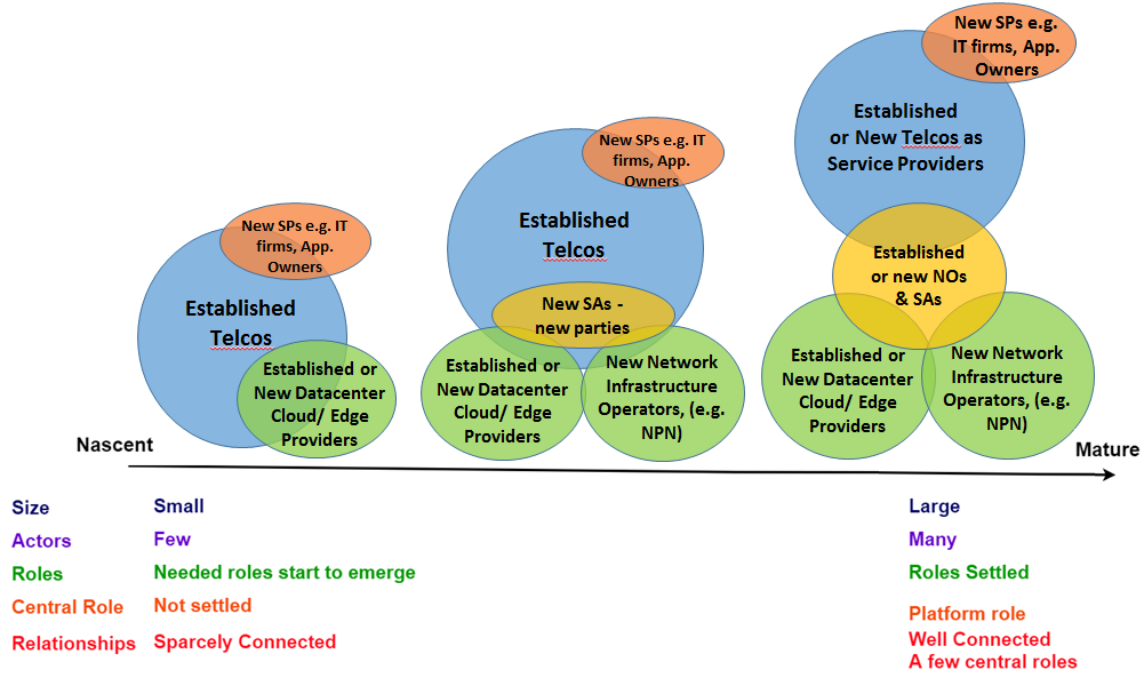 New SPs e.g. IT
firms, App.
Owners
Established
Telcos
Established or
New Datacenter
Cloud/ Edge
Providers
New SPs e.g. IT
firms, App.
Owners
Established
Telcos
New SAs -
new parties
Established or
New Datacenter
Cloud/ Edge
Providers
New Network
Infrastructure
Operators, (e.g.
NPN)
New SPs e.g.
IT firms, App.
Owners
Established
or New Telcos as
Service Providers
Established
or new NOs
& SAs
Established or
New Datacenter
Cloud/ Edge
Providers
New Network
Infrastructure
Operators, (e.g.
NPN)
Nascent
Mature
Size Small Large
Actors Few Many
Roles Needed roles start to emerge Roles Settled
Central Role Not settled Platform role
Relationships Sparcely Connected Well Connected
A few central roles